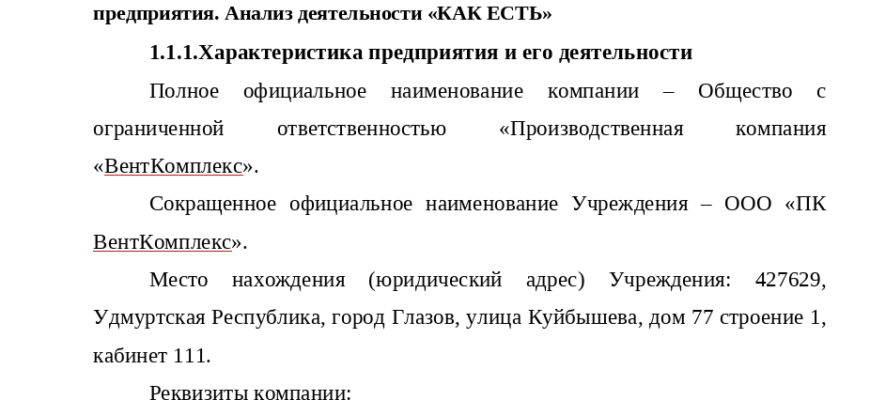 предприятия. Анализ деятельности «КАК ЕСТЬ»
1.1.1.Характеристика предприятия и его деятельности
Полное официальное наименование компании – Общество с
ограниченной ответственностью «Производственная компания
«ВентКомплекс».
Сокращенное официальное наименование Учреждения – ООО «ПК
ВентКомплекс».
Место нахождения (юридический адрес) Учреждения: 427629,
Удмуртская Республика, город Глазов, улица Куйбышева, дом 77 строение 1,
кабинет 111.
Реквизиты компании: